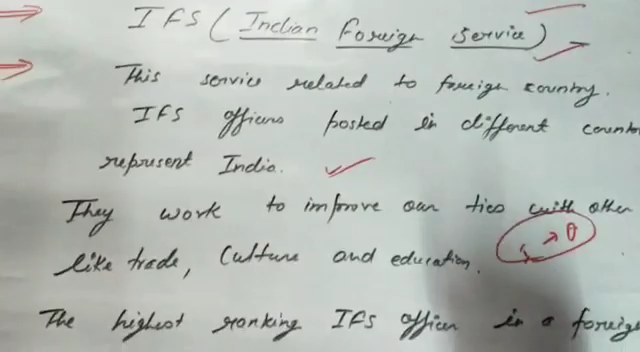 IFS (Indian Foreign Service)
This service related to foreign country.
IFS officers posted in different
represent India.
They work to improve our ties with other
like trade, Culture and education.
The highest ranking IFS officer in a foreign